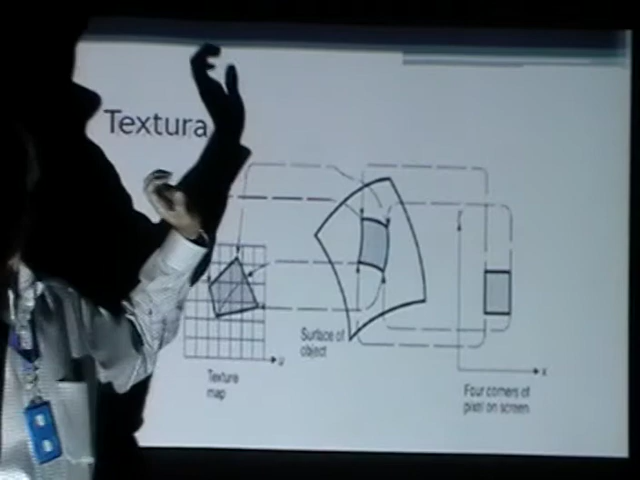 Textura
Surface of
object
u
x
Texture
map
Four corners of
pixel on screen